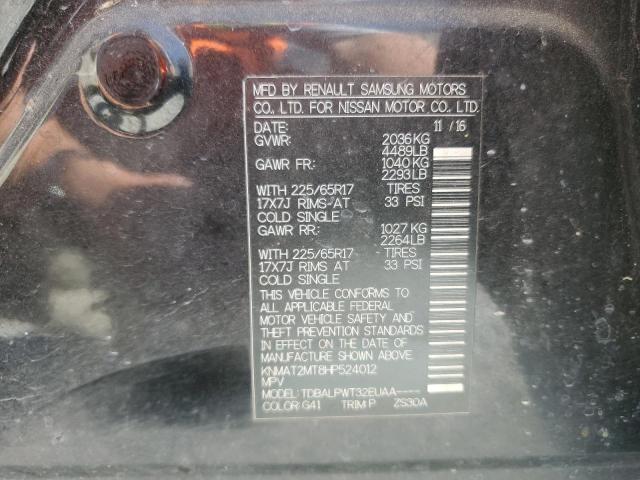 MFD BY RENAULT SAMSUNG MOTORS
CO., LTD. FOR NISSAN MOTOR CO., LTD.
DATE: 11 / 16
GVWR: 2036 KG
4489LB
GAWR FR: 1040 KG
2293 LB
WITH 225/65R17 TIRES
17X7J RIMS AT 33 PSI
COLD SINGLE
GAWR RR: 1027 KG
2264LB
WITH 225/65R17 TIRES
17X7J RIMS AT 33 PSI
COLD SINGLE
THIS VEHICLE CONFORMS TO
ALL APPLICABLE FEDERAL
MOTOR VEHICLE SAFETY AND
THEFT PREVENTION STANDARDS
IN EFFECT ON THE DATE OF
MANUFACTURE SHOWN ABOVE.
KNMAT2MT8HP524012
MPV
MODEL: TDBALPWT32EUAA----
COLOR: G41 TRIM: P ZS30A